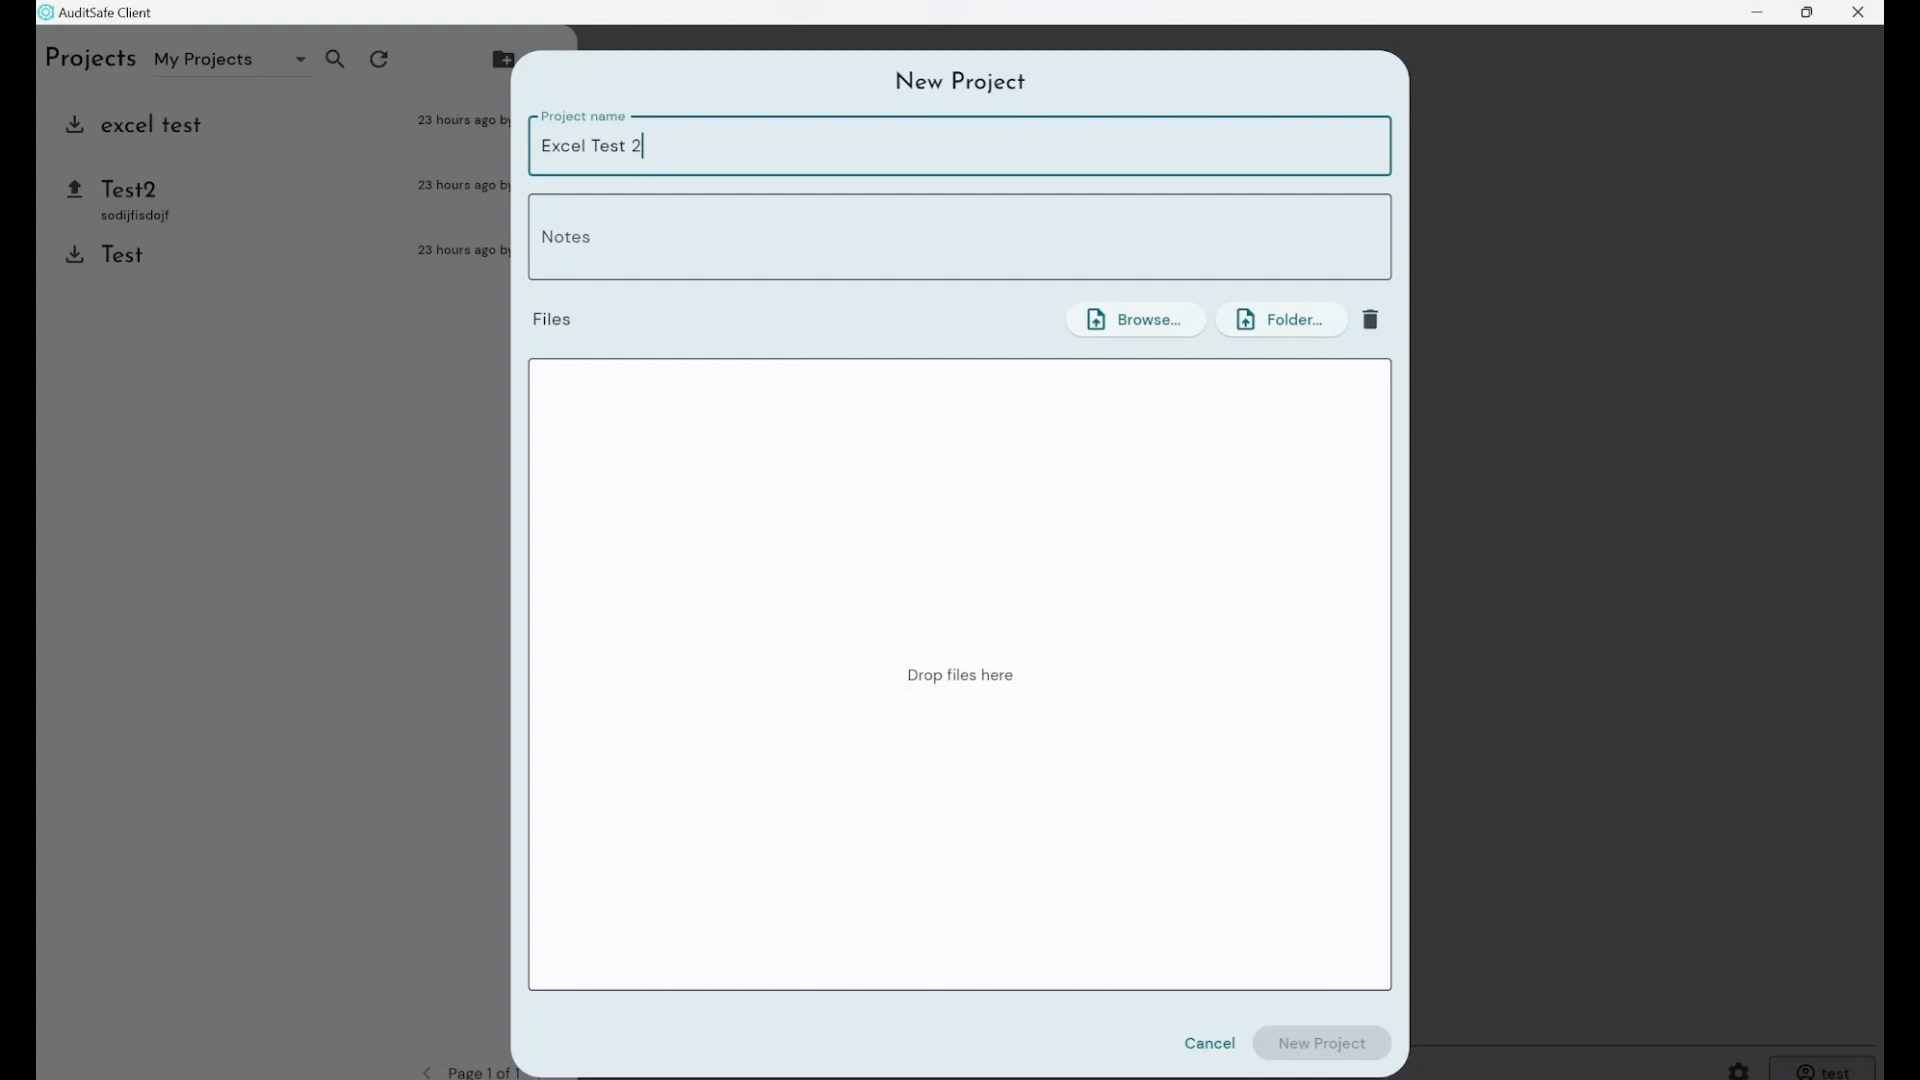 AuditSafe Client
Projects
My Projects
excel test
23 hours ago by
Test2
23 hours ago by
sodijfisdojf
Test
23 hours ago by
New Project
Project name
Excel Test 2
Notes
Files
Browse...
Folder...
Drop files here
Cancel
New Project
Page 1 of 1
test